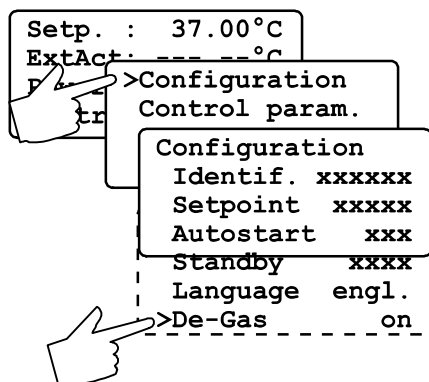 Setp. : 37.00°C
ExtAct: --- --°C
>Configuration
Control param.
Configuration
Identif. xxxxxx
Setpoint xxxxx
Autostart xxx
Standby xxxx
Language engl.
>De-Gas on